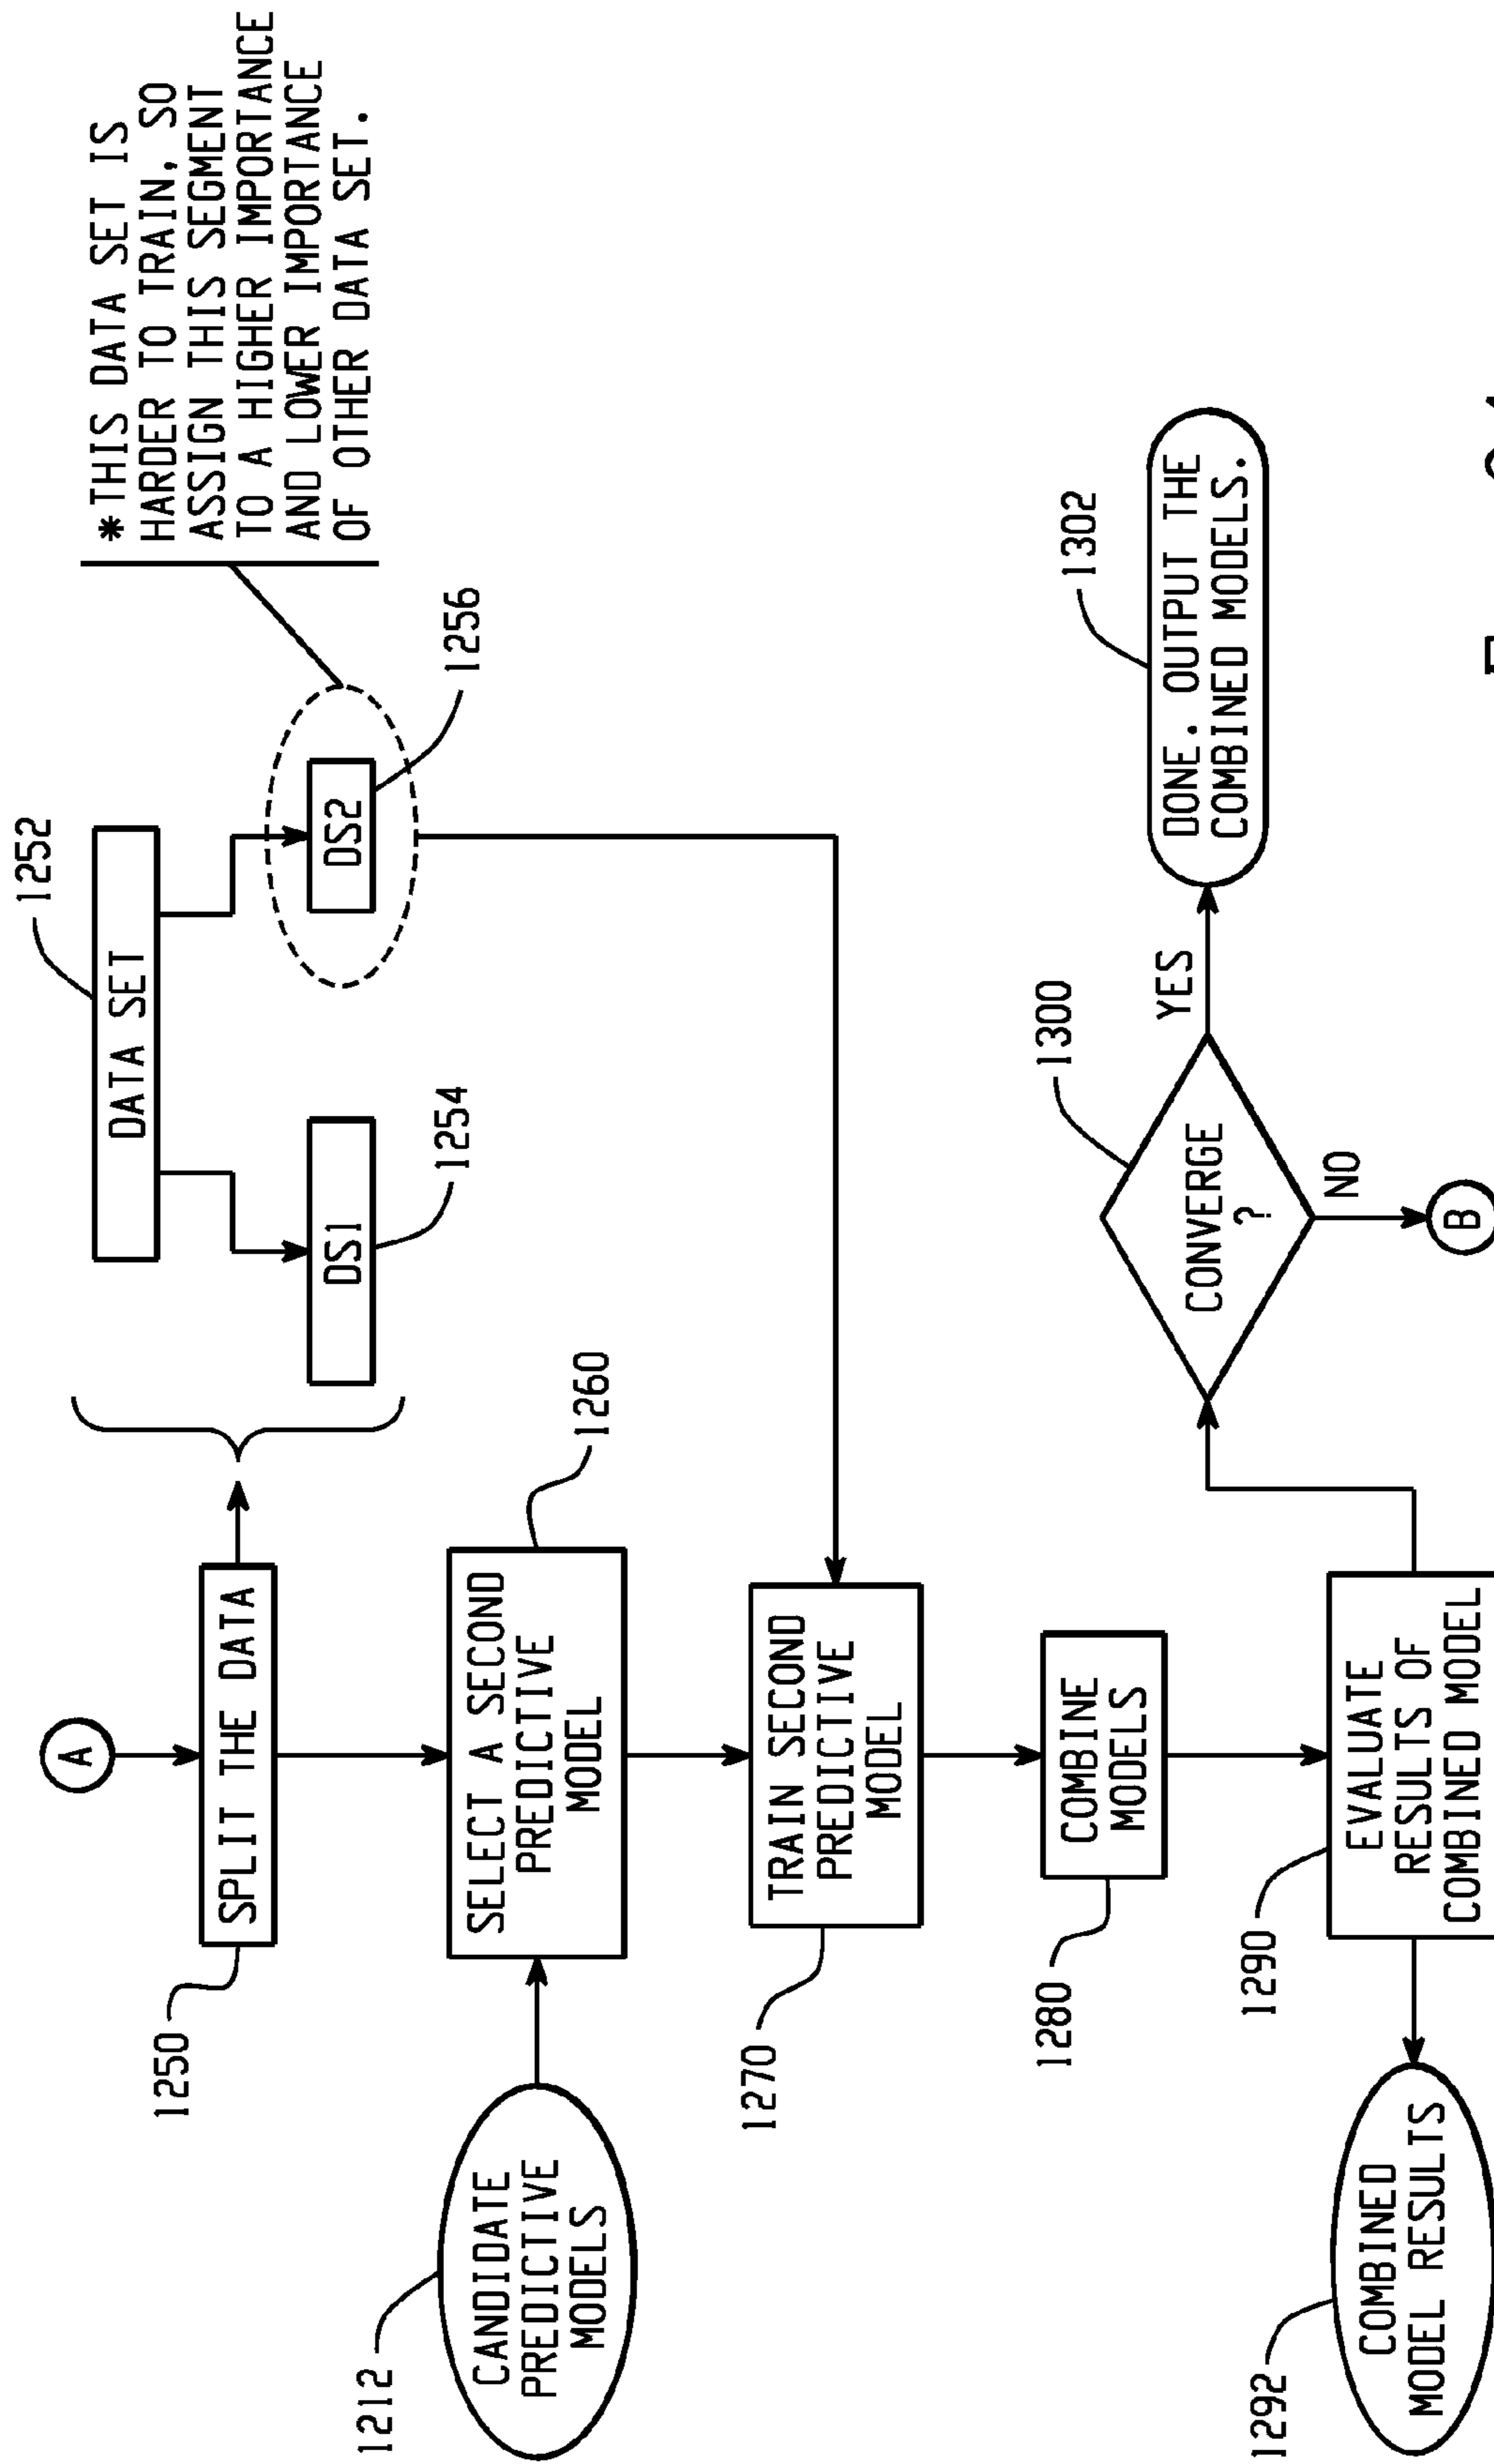 A
1250
SPLIT THE DATA
1252
DATA SET
DS1
1254
DS2
1256
*THIS DATA SET IS
HARDER TO TRAIN, SO
ASSIGN THIS SEGMENT
TO A HIGHER IMPORTANCE
AND LOWER IMPORTANCE
OF OTHER DATA SET.
1212
CANDIDATE
PREDICTIVE
MODELS
SELECT A SECOND
PREDICTIVE
MODEL
1260
1270
TRAIN SECOND
PREDICTIVE
MODEL
1280
COMBINE
MODELS
1290
EVALUATE
RESULTS OF
COMBINED MODEL
1292
COMBINED
MODEL RESULTS
1300
CONVERGE
?
YES
NO
B
1302
DONE. OUTPUT THE
COMBINED MODELS.